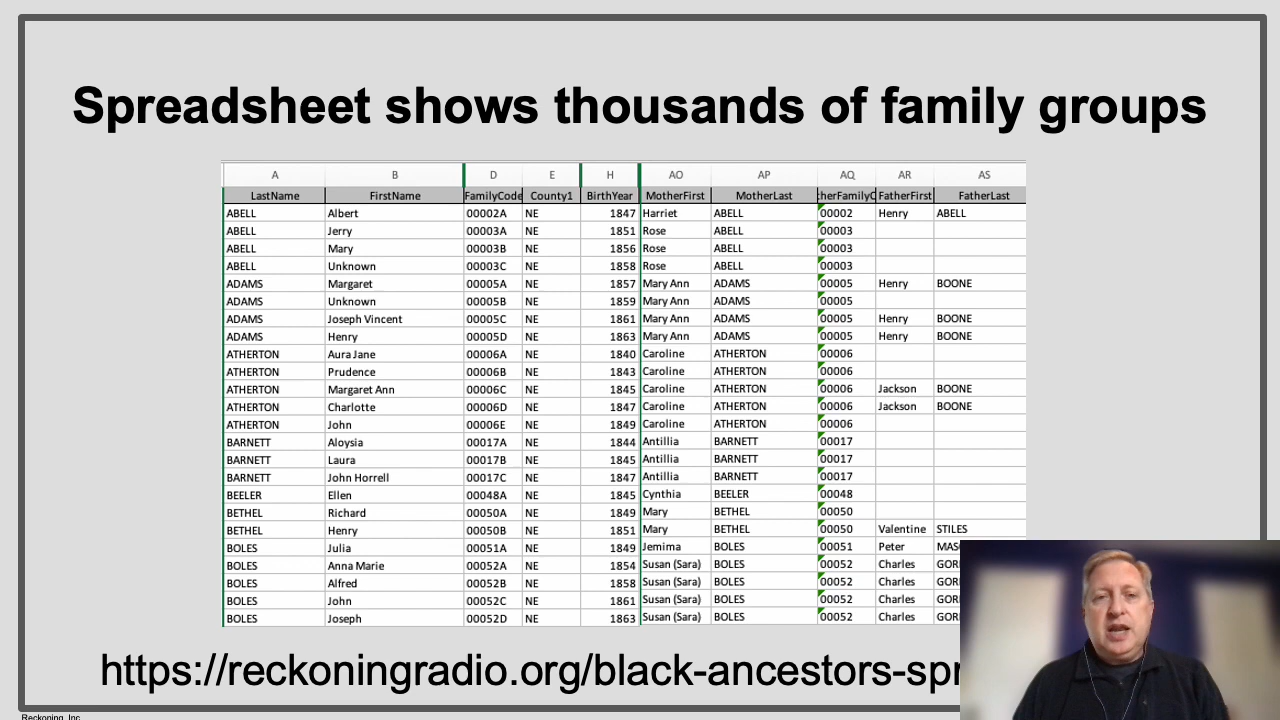 Spreadsheet shows thousands of family groups
A B D E H AO AP AQ AR AS
LastName FirstName FamilyCode County1 BirthYear MotherFirst MotherLast therFamilyC FatherFirst FatherLast
ABELL Albert 00002A NE 1847 Harriet ABELL 00002 Henry ABELL
ABELL Jerry 00003A NE 1851 Rose ABELL 00003
ABELL Mary 00003B NE 1856 Rose ABELL 00003
ABELL Unknown 00003C NE 1858 Rose ABELL 00003
ADAMS Margaret 00005A NE 1857 Mary Ann ADAMS 00005 Henry BOONE
ADAMS Unknown 00005B NE 1859 Mary Ann ADAMS 00005
ADAMS Joseph Vincent 00005C NE 1861 Mary Ann ADAMS 00005 Henry BOONE
ADAMS Henry 00005D NE 1863 Mary Ann ADAMS 00005 Henry BOONE
ATHERTON Aura Jane 00006A NE 1840 Caroline ATHERTON 00006
ATHERTON Prudence 00006B NE 1843 Caroline ATHERTON 00006
ATHERTON Margaret Ann 00006C NE 1845 Caroline ATHERTON 00006 Jackson BOONE
ATHERTON Charlotte 00006D NE 1847 Caroline ATHERTON 00006 Jackson BOONE
ATHERTON John 00006E NE 1849 Caroline ATHERTON 00006
BARNETT Aloysia 00017A NE 1844 Antillia BARNETT 00017
BARNETT Laura 00017B NE 1845 Antillia BARNETT 00017
BARNETT John Horrell 00017C NE 1847 Antillia BARNETT 00017
BEELER Ellen 00048A NE 1845 Cynthia BEELER 00048
BETHEL Richard 00050A NE 1849 Mary BETHEL 00050
BETHEL Henry 00050B NE 1851 Mary BETHEL 00050 Valentine STILES
BOLES Julia 00051A NE 1849 Jemima BOLES 00051 Peter
BOLES Anna Marie 00052A NE 1854 Susan (Sara) BOLES 00052 Charles
BOLES Alfred 00052B NE 1858 Susan (Sara) BOLES 00052 Charles
BOLES John 00052C NE 1861 Susan (Sara) BOLES 00052 Charles
BOLES Joseph 00052D NE 1863 Susan (Sara) BOLES 00052 Charles
https://reckoningradio.org/black-ancestors-spr
Reckoning, Inc.